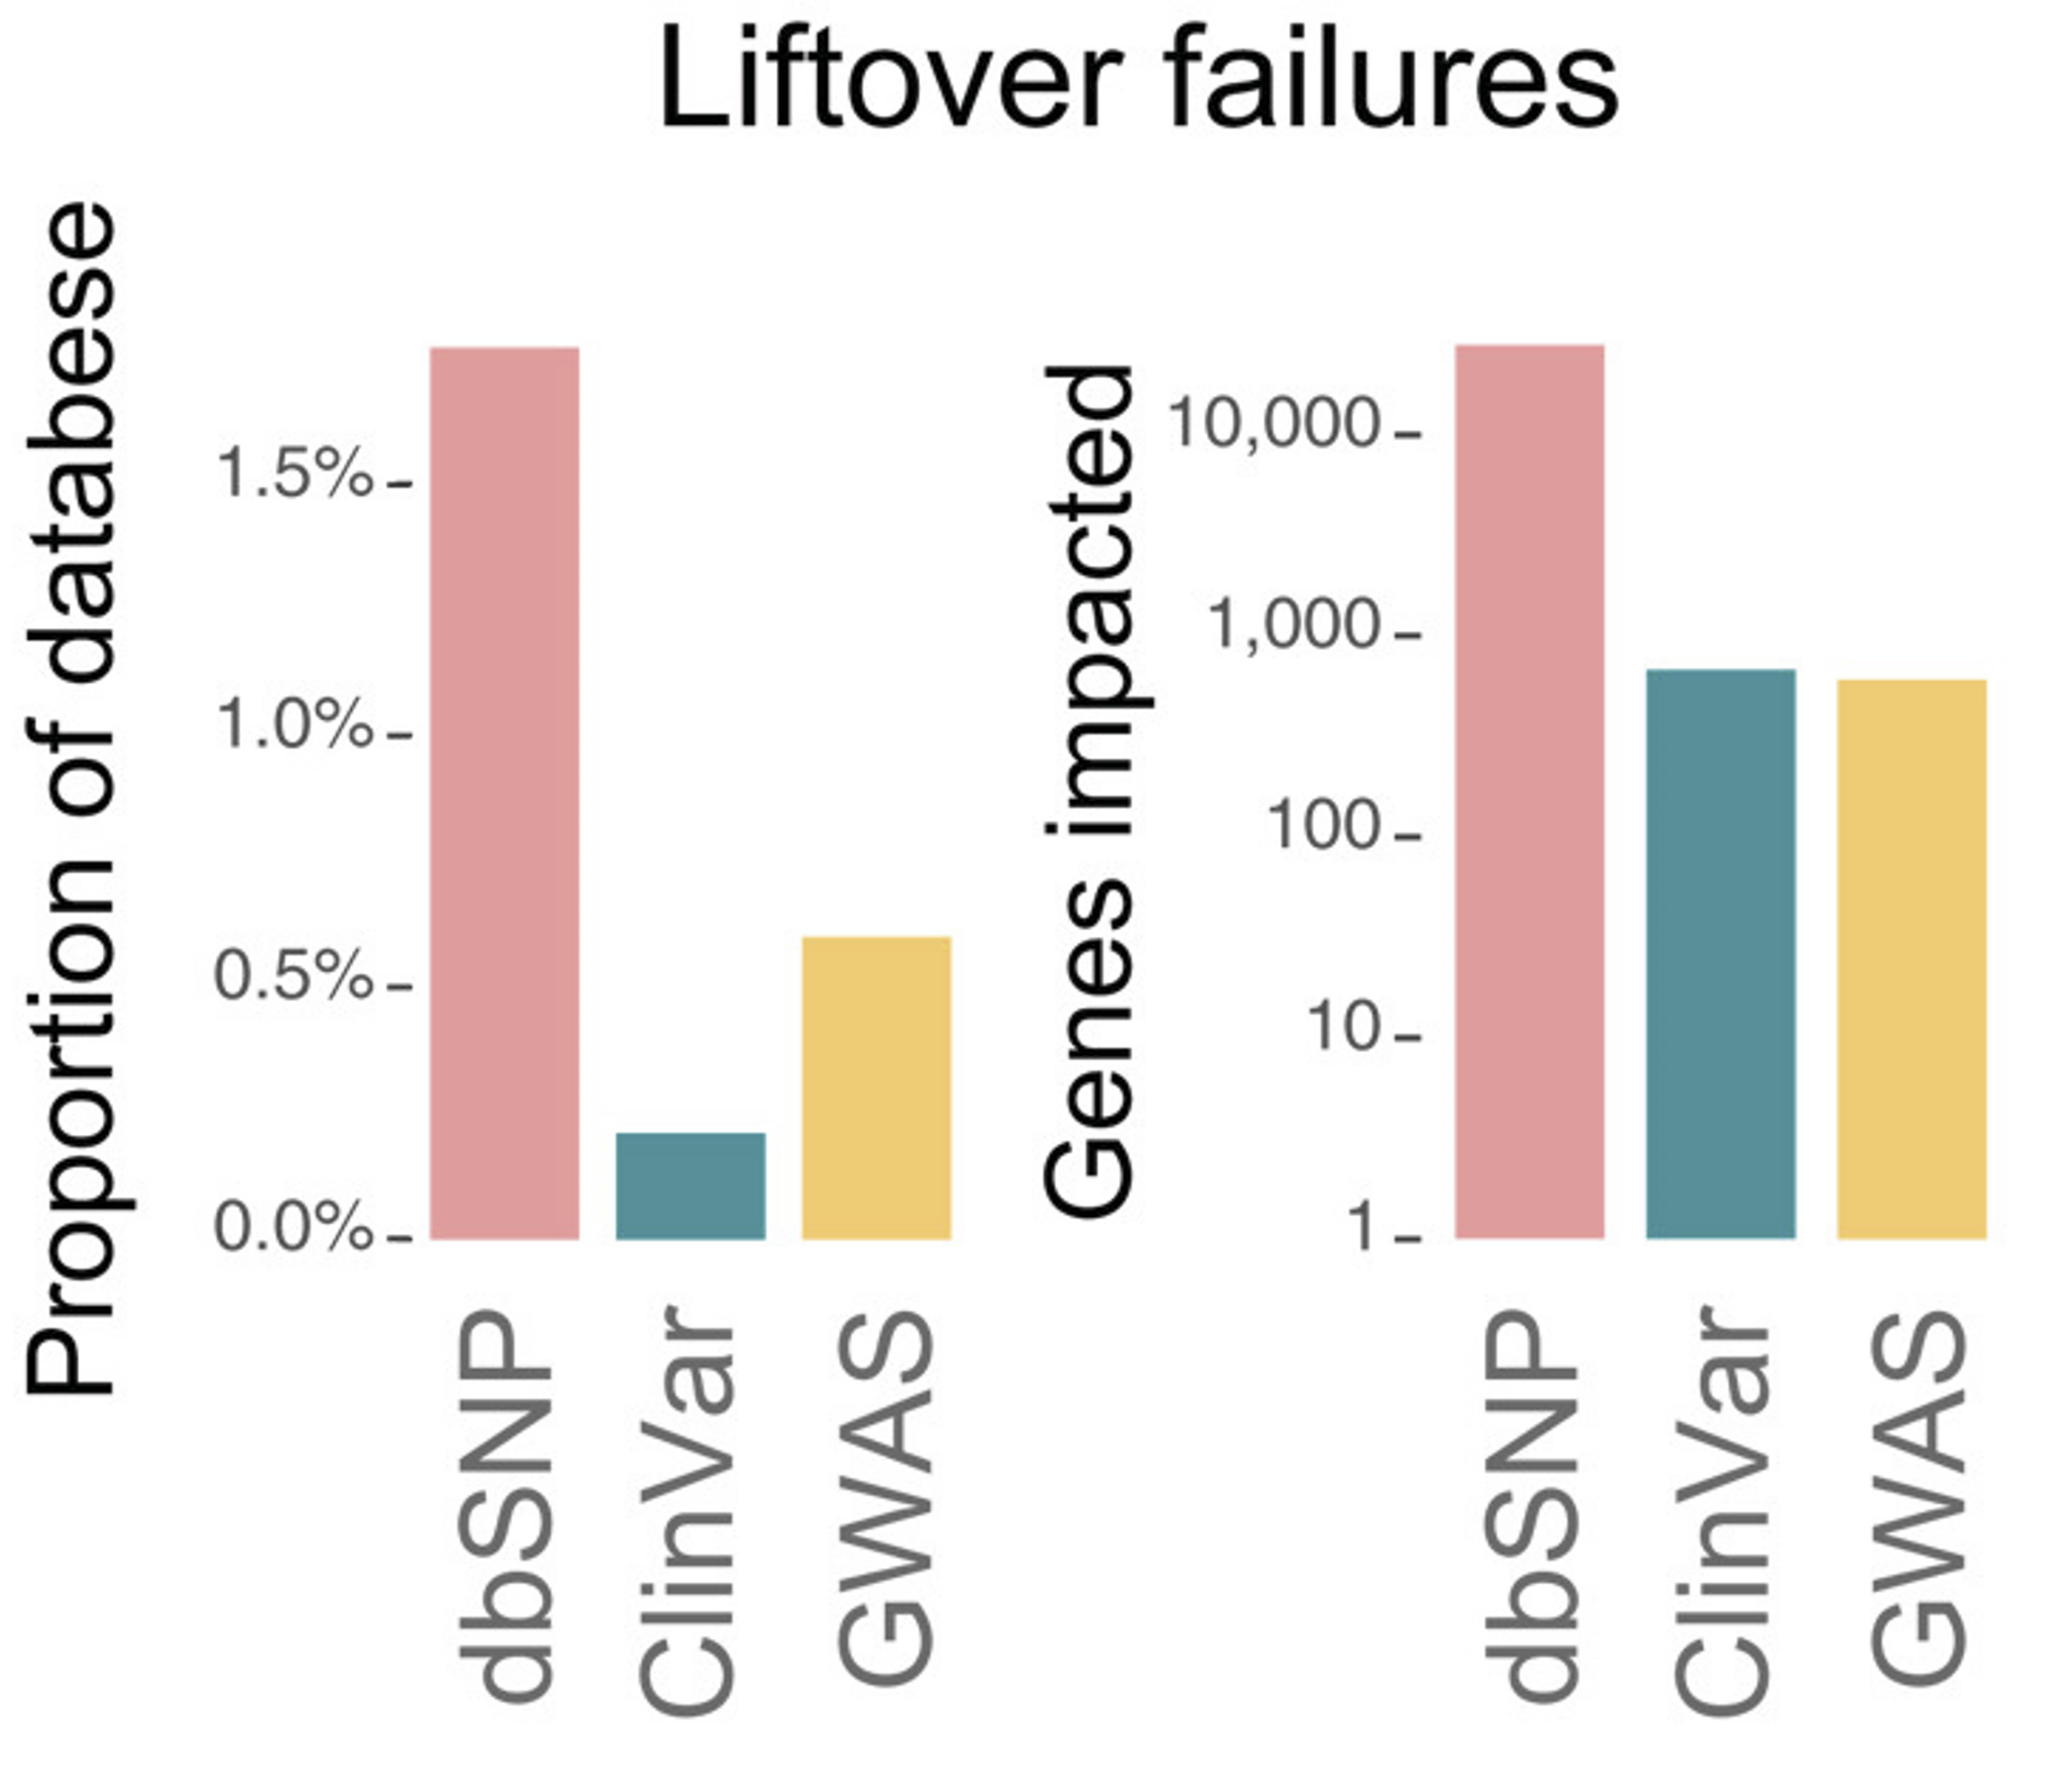 Liftover failures
Proportion of databese
1.5%
1.0%
0.5%
0.0%
dbSNP
ClinVar
GWAS
Genes impacted
10,000
1,000
100
10
1
dbSNP
ClinVar
GWAS